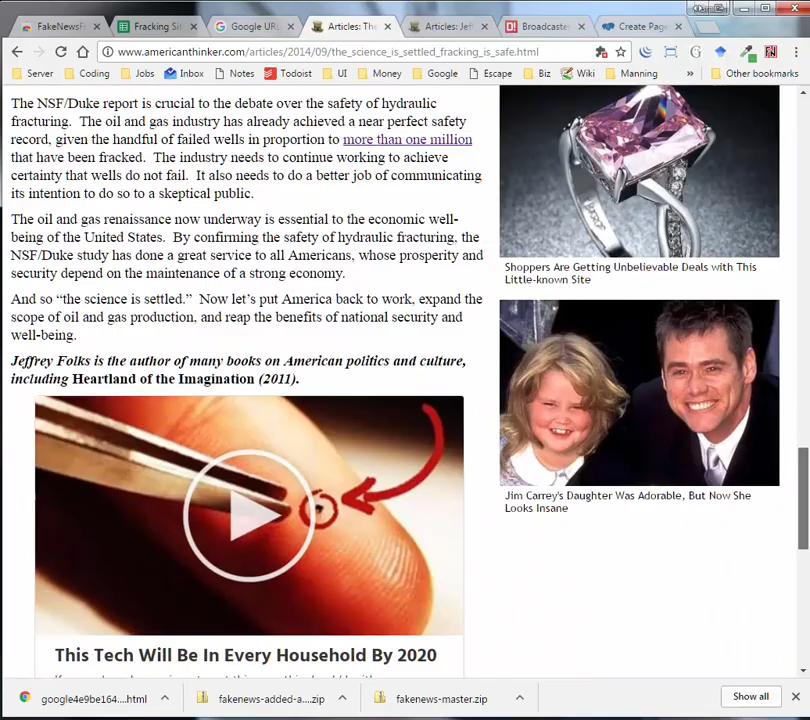 FakeNewsF
Fracking Sit
Google URL
Articles: The
Articles: Jef
Broadcaste
Create Page
www.americanthinker.com/articles/2014/09/the_science_is_settled_fracking_is_safe.html
Server Coding Jobs Inbox Notes Todoist UI Money Google Escape Biz Wiki Manning » Other bookmarks
The NSF/Duke report is crucial to the debate over the safety of hydraulic
fracturing. The oil and gas industry has already achieved a near perfect safety
record, given the handful of failed wells in proportion to more than one million
that have been fracked. The industry needs to continue working to achieve
certainty that wells do not fail. It also needs to do a better job of communicating
its intention to do so to a skeptical public.
The oil and gas renaissance now underway is essential to the economic well-
being of the United States. By confirming the safety of hydraulic fracturing, the
NSF/Duke study has done a great service to all Americans, whose prosperity and
security depend on the maintenance of a strong economy.
And so “the science is settled.” Now let’s put America back to work, expand the
scope of oil and gas production, and reap the benefits of national security and
well-being.
Jeffrey Folks is the author of many books on American politics and culture,
including Heartland of the Imagination (2011).
This Tech Will Be In Every Household By 2020
Shoppers Are Getting Unbelievable Deals with This
Little-known Site
Jim Carrey's Daughter Was Adorable, But Now She
Looks Insane
google4e9be164....html
fakenews-added-a....zip
fakenews-master.zip
Show all